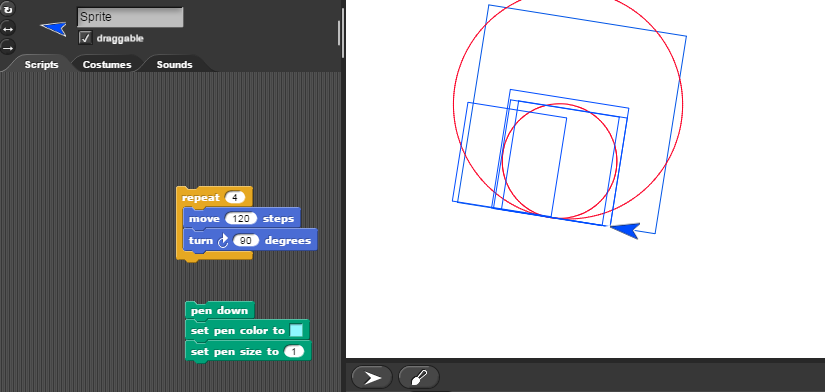 Sprite
draggable
Scripts Costumes Sounds
repeat 4
move 120 steps
turn 90 degrees
pen down
set pen color to
set pen size to 1